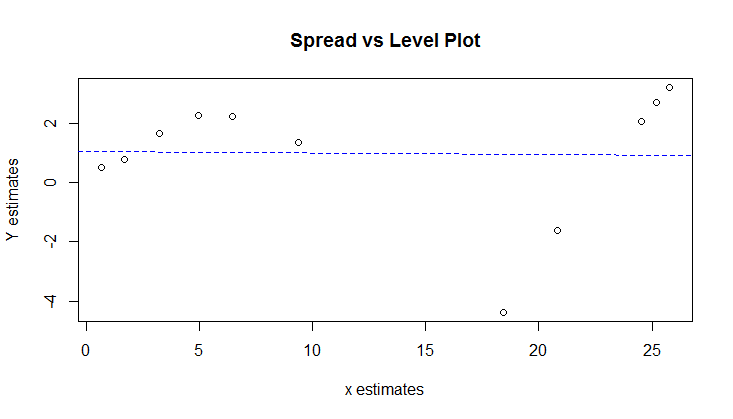 Spread vs Level Plot
Y estimates
2
0
-2
-4
0 5 10 15 20 25
x estimates